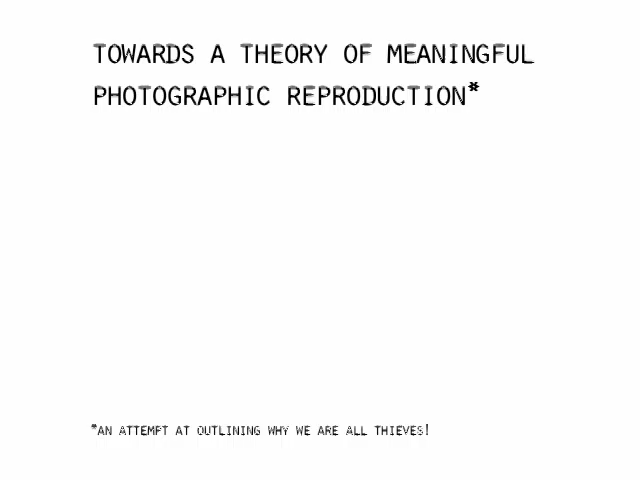 TOWARDS A THEORY OF MEANINGFUL
PHOTOGRAPHIC REPRODUCTION*
*AN ATTEMPT AT OUTLINING WHY WE ARE ALL THIEVES!